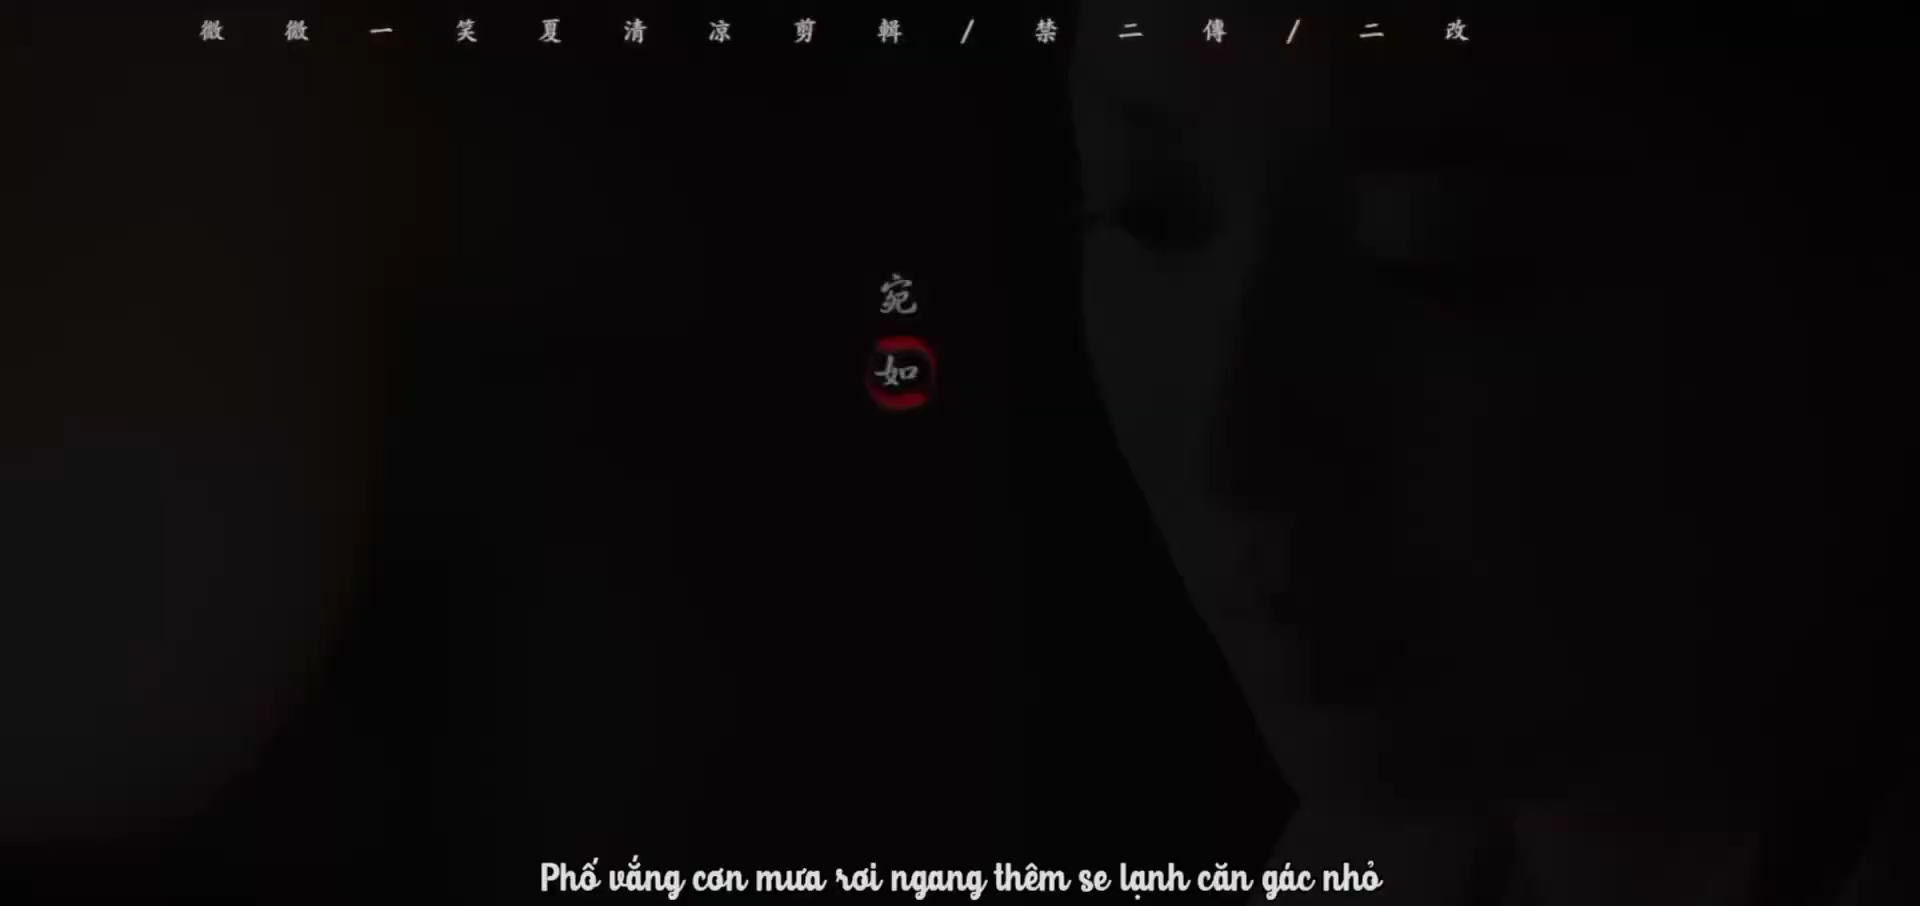 微微一笑夏清凉剪輯/禁二傳/二改
宛
如
Phố vắng cơn mưa rơi ngang thêm se lạnh căn gác nhỏ